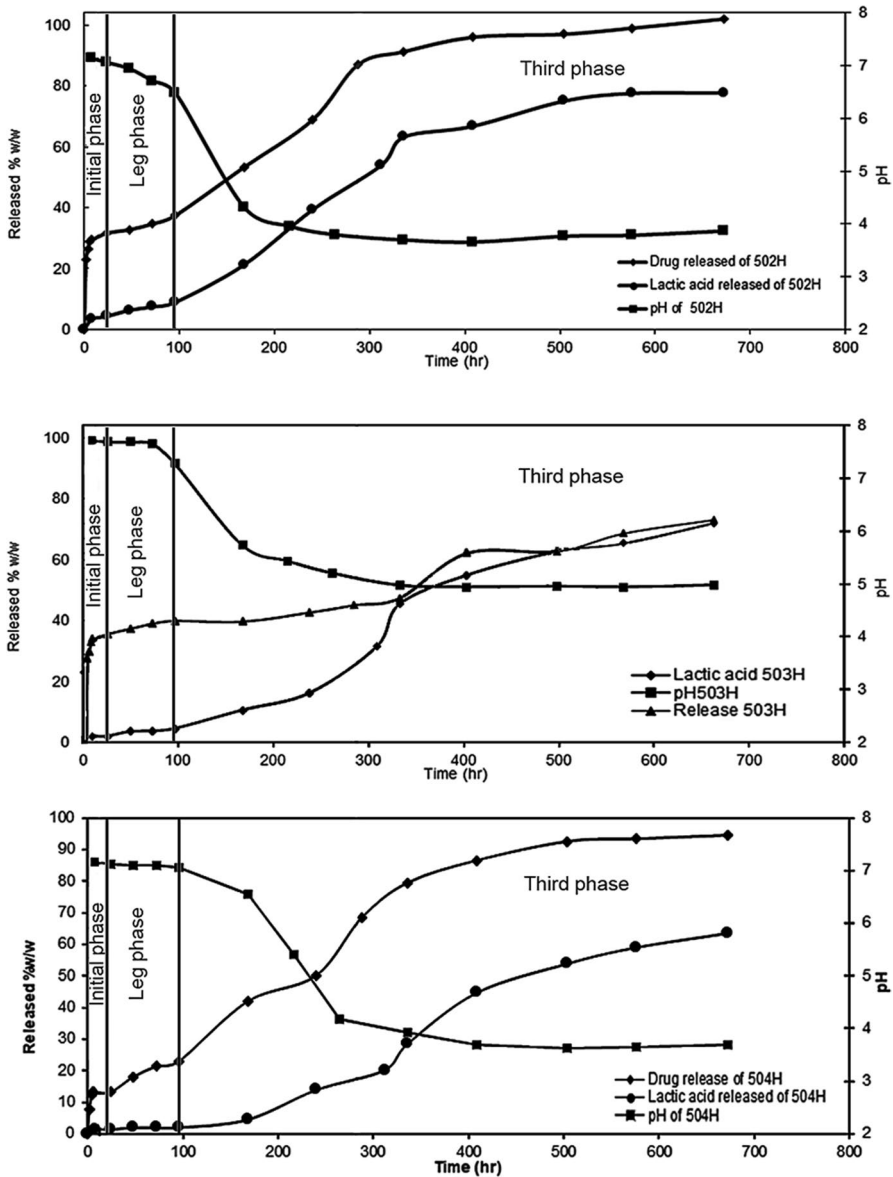 8
100
7
80
Third phase
Initial phase
Leg phase
6
60
5
40
4
20
3
0
2
Released % w/w
pH
Drug released of 502H
Lactic acid released of 502H
pH of 502H
0 100 200 300 400 500 600 700 800
Time (hr)
8
100
7
80
Third phase
Initial phase
Leg phase
6
60
5
40
4
20
3
0
2
Released % w/w
pH
Lactic acid 503H
pH503H
Release 503H
0 100 200 300 400 500 600 700 800
Time (hr)
100 8
90
80 7
70
60 6
50 5
40
30 4
20 3
10
0 2
Third phase
Initial phase
Leg phase
Released %w/w
pH
Drug release of 504H
Lactic acid released of 504H
pH of 504H
0 100 200 300 400 500 600 700 800
Time (hr)